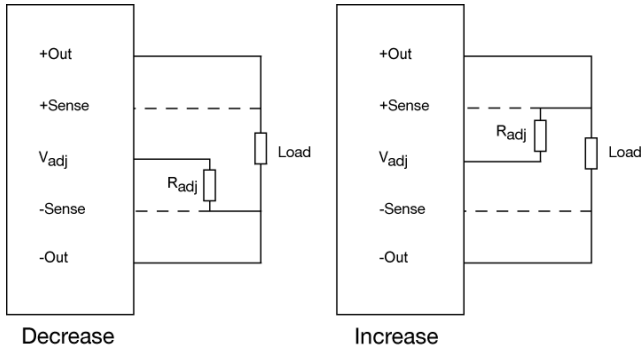 +Out
+Sense
Vadj
Radj
Load
-Sense
-Out
Decrease
+Out
+Sense
Radj
Load
Vadj
-Sense
-Out
Increase